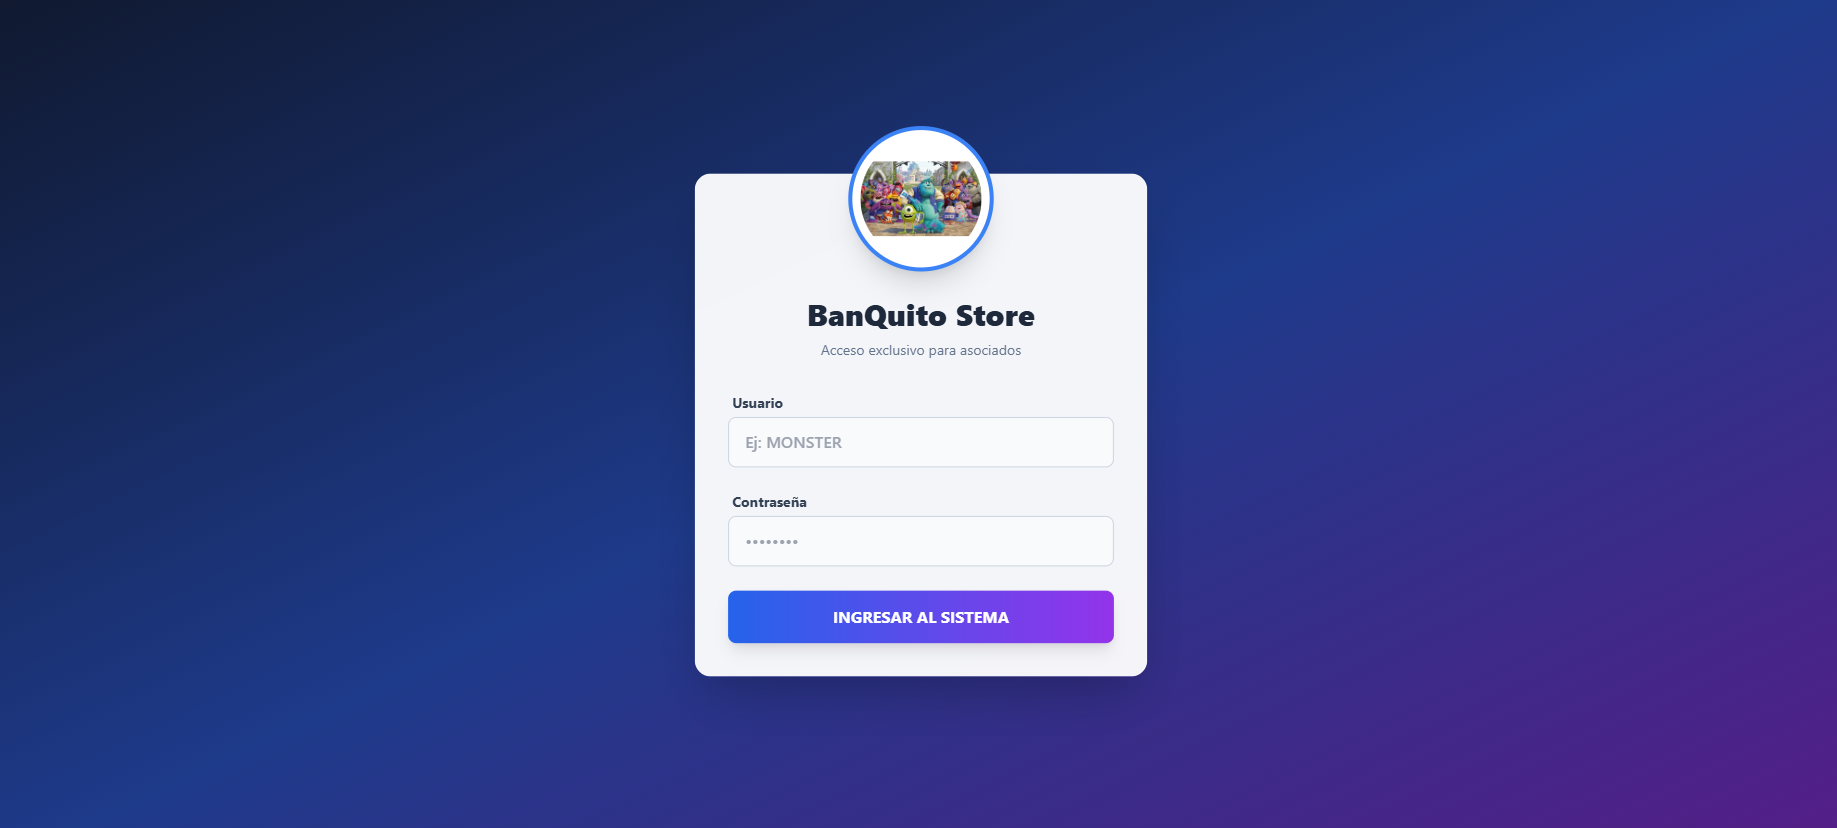 BanQuito Store
Acceso exclusivo para asociados
Usuario
Ej: MONSTER
Contraseña
••••••••
INGRESAR AL SISTEMA